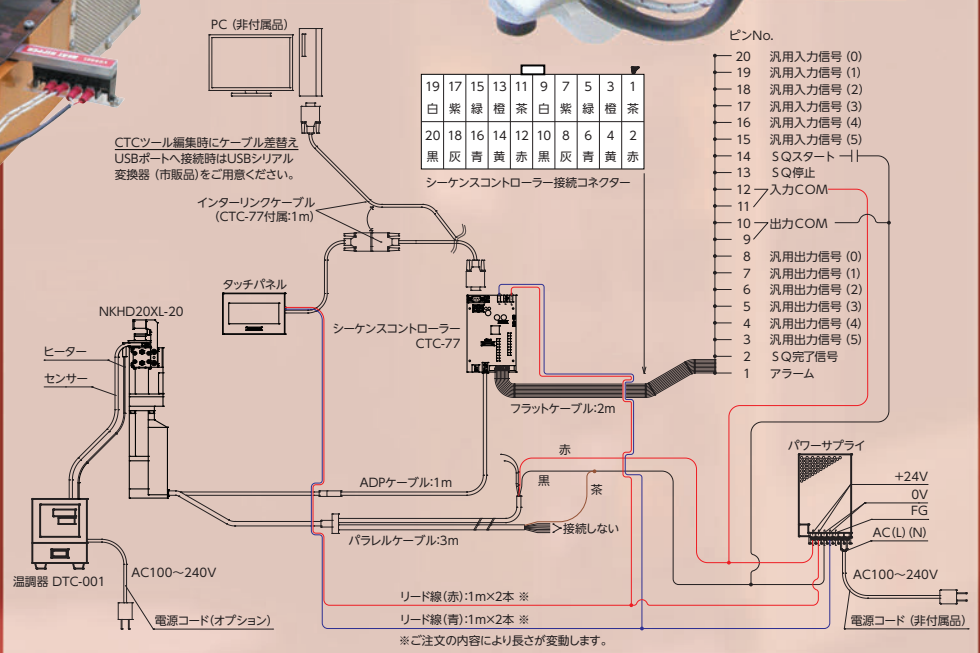 PC (非付属品)
CTCツール編集時にケーブル差替え
USBポートへ接続時はUSBシリアル
変換器 (市販品)をご用意ください。
インターリンクケーブル
(CTC-77付属:1m)
タッチパネル
NKHD20XL-20
ヒーター
センサー
温調器 DTC-001
AC100～240V
電源コード(オプション)
19 17 15 13 11 9 7 5 3 1
白 紫 緑 橙 茶 白 紫 緑 橙 茶
20 18 16 14 12 10 8 6 4 2
黒 灰 青 黄 赤 黒 灰 青 黄 赤
シーケンスコントローラー接続コネクター
シーケンスコントローラー
CTC-77
フラットケーブル:2m
ADPケーブル:1m
パラレルケーブル:3m
赤
黒
茶
接続しない
リード線(赤):1m×2本 ※
リード線(青):1m×2本 ※
※ご注文の内容により長さが変動します。
ピンNo.
20 汎用入力信号 (0)
19 汎用入力信号 (1)
18 汎用入力信号 (2)
17 汎用入力信号 (3)
16 汎用入力信号 (4)
15 汎用入力信号 (5)
14 SQスタート
13 SQ停止
12 入力COM
11
10 出力COM
9
8 汎用出力信号 (0)
7 汎用出力信号 (1)
6 汎用出力信号 (2)
5 汎用出力信号 (3)
4 汎用出力信号 (4)
3 汎用出力信号 (5)
2 SQ完了信号
1 アラーム
パワーサプライ
+24V
0V
FG
AC(L) (N)
AC100～240V
電源コード (非付属品)